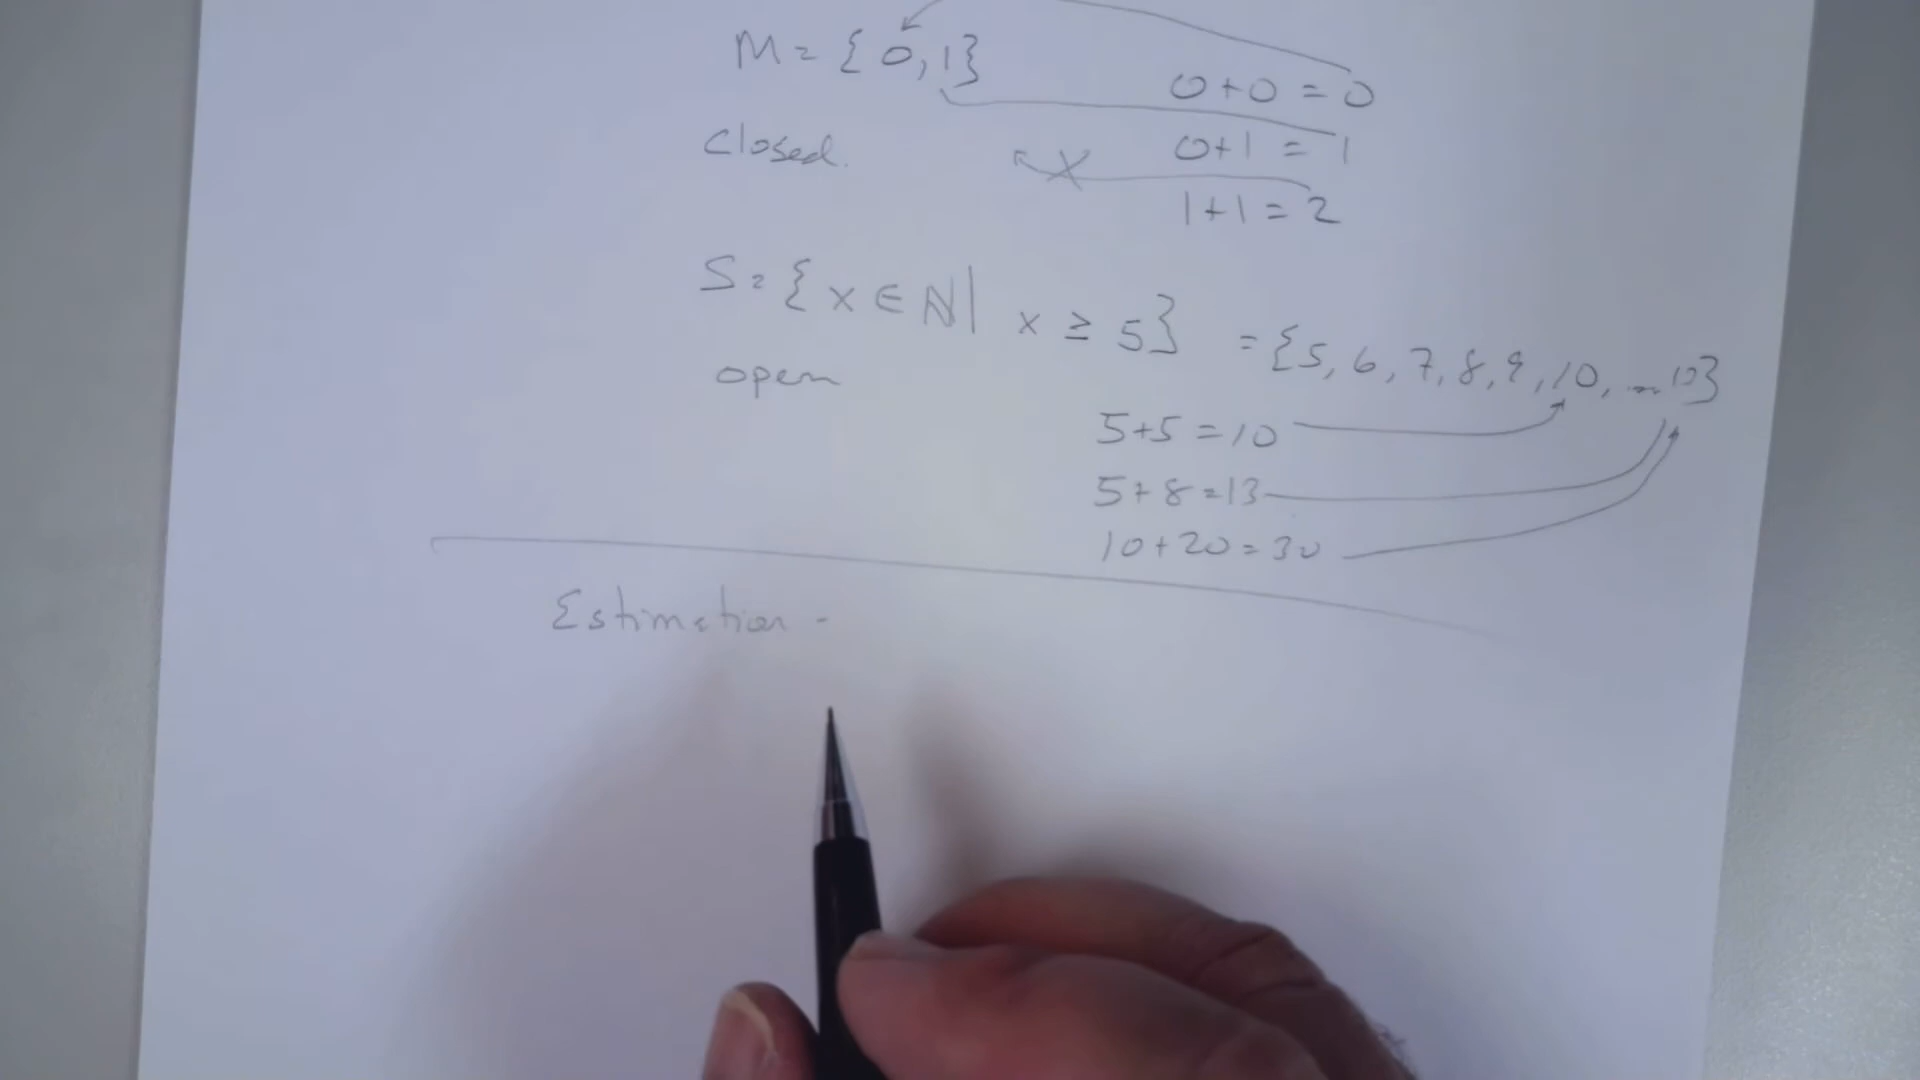 M = {0, 1}
0+0 = 0
closed.
0+1 = 1
1+1 = 2
S = {x ∈ ℕ| x ≥ 5} = {5, 6, 7, 8, 9, 10, ...
open
5+5 = 10
5+8 = 13
10+20 = 30
Estimation -